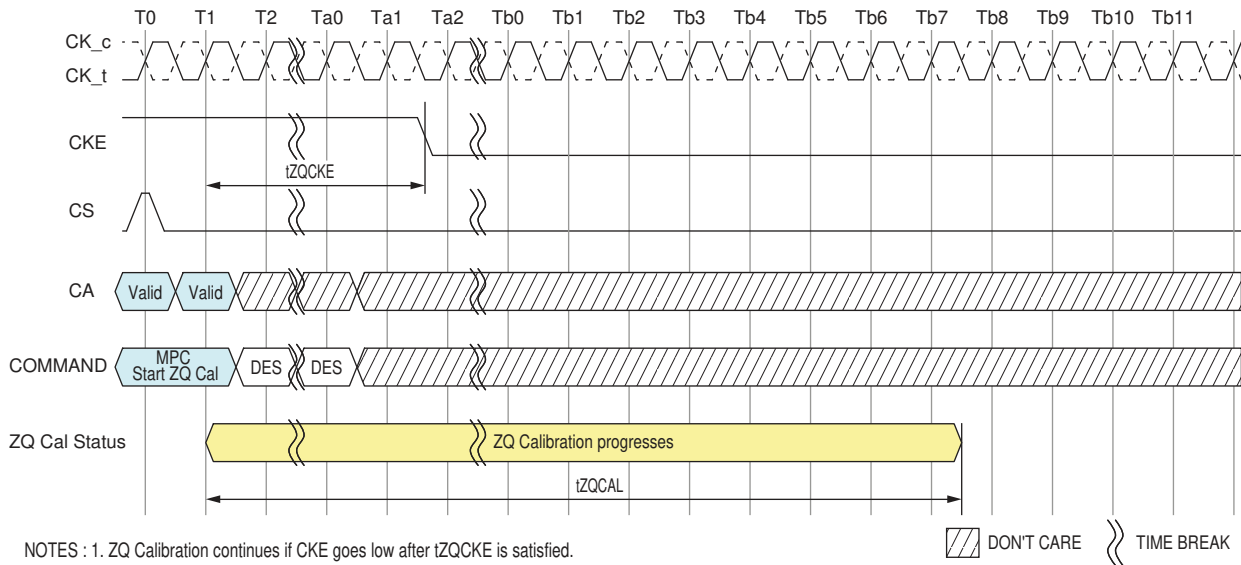 T0 T1 T2 Ta0 Ta1 Ta2 Tb0 Tb1 Tb2 Tb3 Tb4 Tb5 Tb6 Tb7 Tb8 Tb9 Tb10 Tb11
CK_c
CK_t
CKE
tZQCKE
CS
CA Valid Valid
COMMAND MPC Start ZQ Cal DES DES
ZQ Cal Status ZQ Calibration progresses
tZQCAL
NOTES : 1. ZQ Calibration continues if CKE goes low after tZQCKE is satisfied.
DON'T CARE TIME BREAK